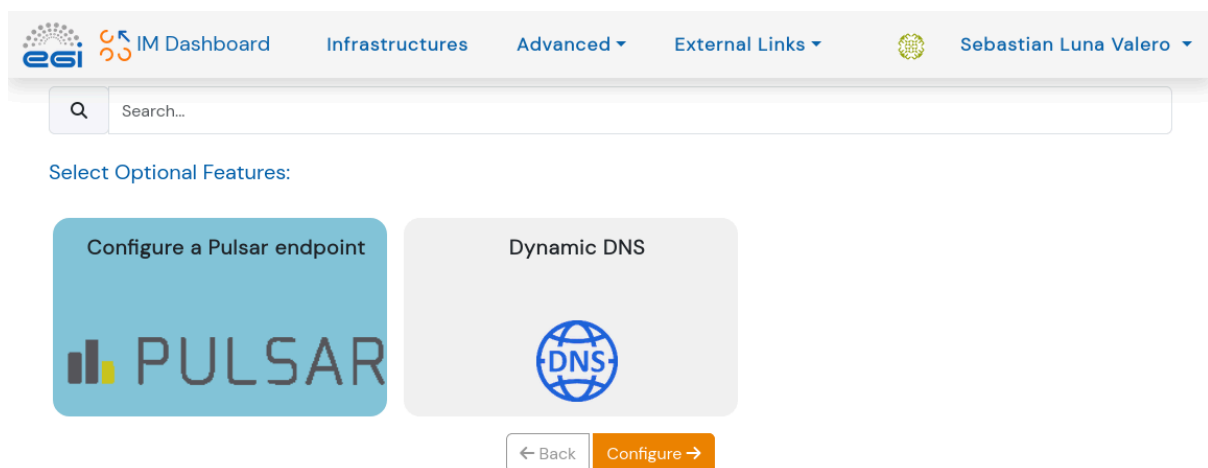 egi IM Dashboard Infrastructures Advanced External Links Sebastian Luna Valero
Search...
Select Optional Features:
Configure a Pulsar endpoint
PULSAR
Dynamic DNS
DNS
← Back Configure →